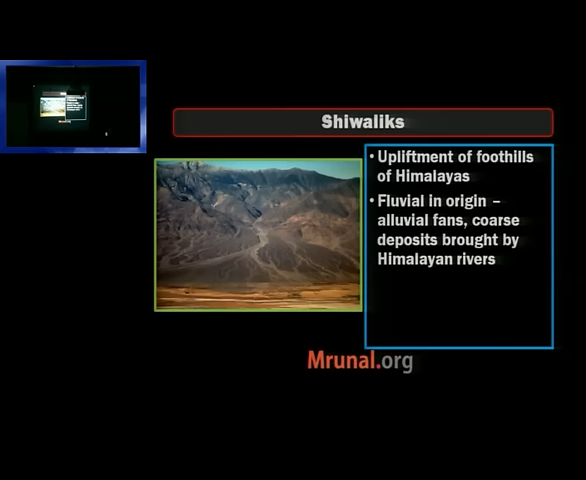 Shiwaliks
• Upliftment of foothills
of Himalayas
• Fluvial in origin –
alluvial fans, coarse
deposits brought by
Himalayan rivers
Mrunal.org